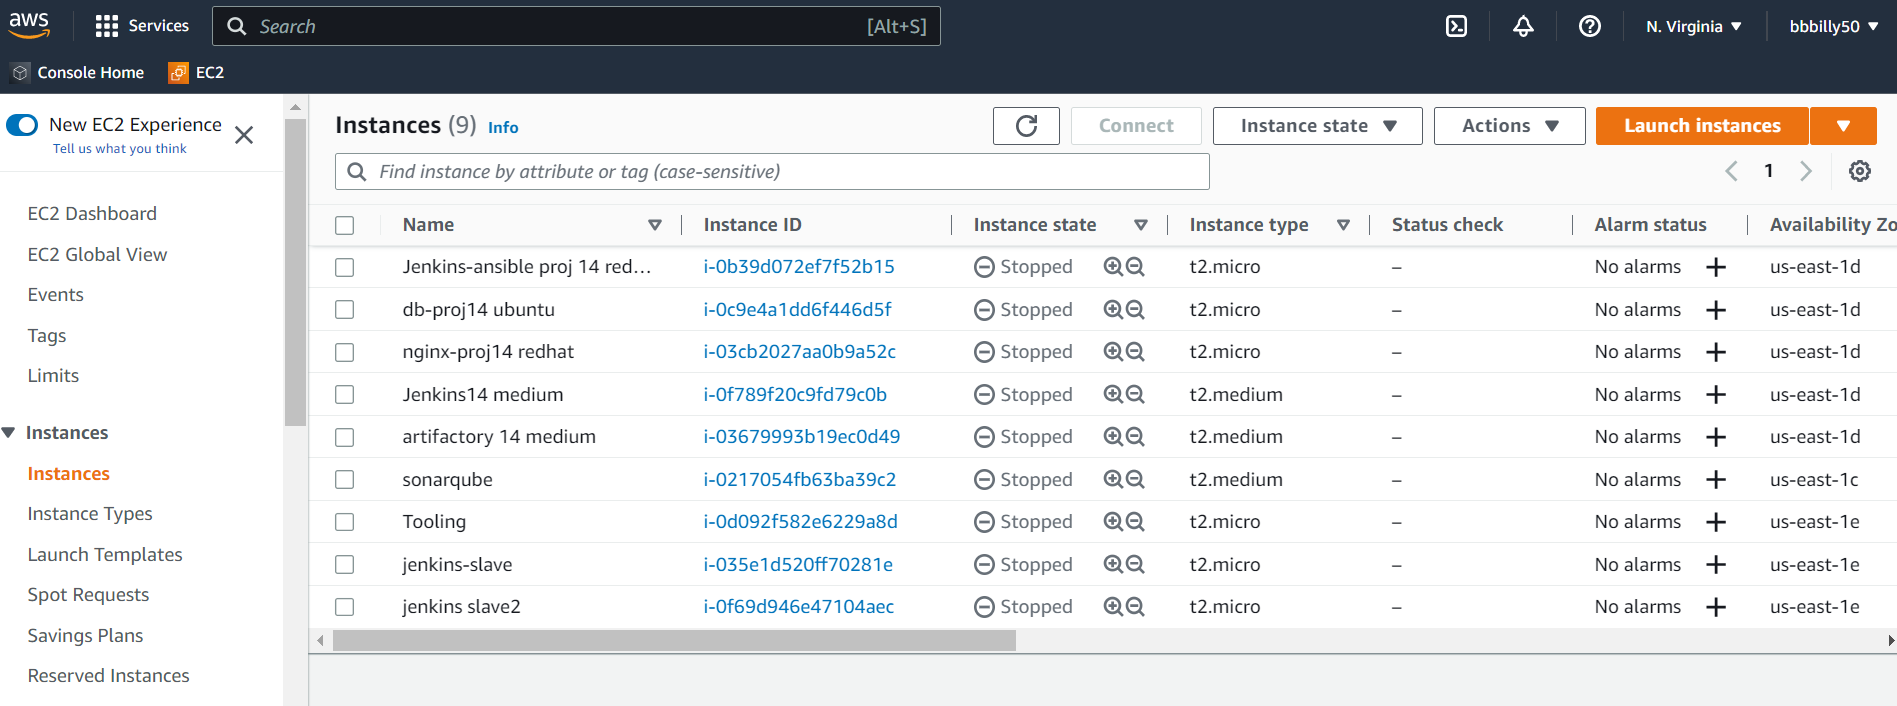 aws Services Search [Alt+S] N. Virginia bbbilly50
Console Home EC2
New EC2 Experience
Tell us what you think
EC2 Dashboard
EC2 Global View
Events
Tags
Limits
Instances
Instances
Instance Types
Launch Templates
Spot Requests
Savings Plans
Reserved Instances
Instances (9) Info Connect Instance state Actions Launch instances
Find instance by attribute or tag (case-sensitive) 1
Name Instance ID Instance state Instance type Status check Alarm status Availability Zo
Jenkins-ansible proj 14 red... i-0b39d072ef7f52b15 Stopped t2.micro – No alarms + us-east-1d
db-proj14 ubuntu i-0c9e4a1dd6f446d5f Stopped t2.micro – No alarms + us-east-1d
nginx-proj14 redhat i-03cb2027aa0b9a52c Stopped t2.micro – No alarms + us-east-1d
Jenkins14 medium i-0f789f20c9fd79c0b Stopped t2.medium – No alarms + us-east-1d
artifactory 14 medium i-03679993b19ec0d49 Stopped t2.medium – No alarms + us-east-1d
sonarqube i-0217054fb63ba39c2 Stopped t2.medium – No alarms + us-east-1c
Tooling i-0d092f582e6229a8d Stopped t2.micro – No alarms + us-east-1e
jenkins-slave i-035e1d520ff70281e Stopped t2.micro – No alarms + us-east-1e
jenkins slave2 i-0f69d946e47104aec Stopped t2.micro – No alarms + us-east-1e